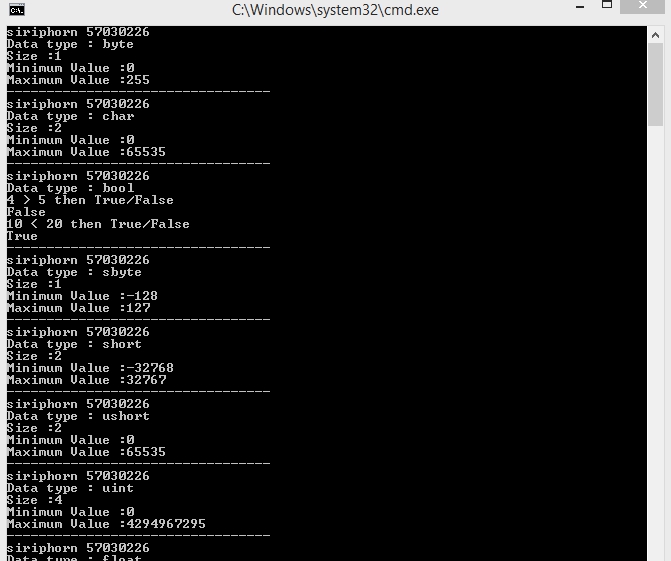 C:\Windows\system32\cmd.exe
siriphorn 57030226
Data type : byte
Size :1
Minimum Value :0
Maximum Value :255
---------------------------------
siriphorn 57030226
Data type : char
Size :2
Minimum Value :0
Maximum Value :65535
---------------------------------
siriphorn 57030226
Data type : bool
4 > 5 then True/False
False
10 < 20 then True/False
True
---------------------------------
siriphorn 57030226
Data type : sbyte
Size :1
Minimum Value :-128
Maximum Value :127
---------------------------------
siriphorn 57030226
Data type : short
Size :2
Minimum Value :-32768
Maximum Value :32767
---------------------------------
siriphorn 57030226
Data type : ushort
Size :2
Minimum Value :0
Maximum Value :65535
---------------------------------
siriphorn 57030226
Data type : uint
Size :4
Minimum Value :0
Maximum Value :4294967295
---------------------------------
siriphorn 57030226
Data type : float